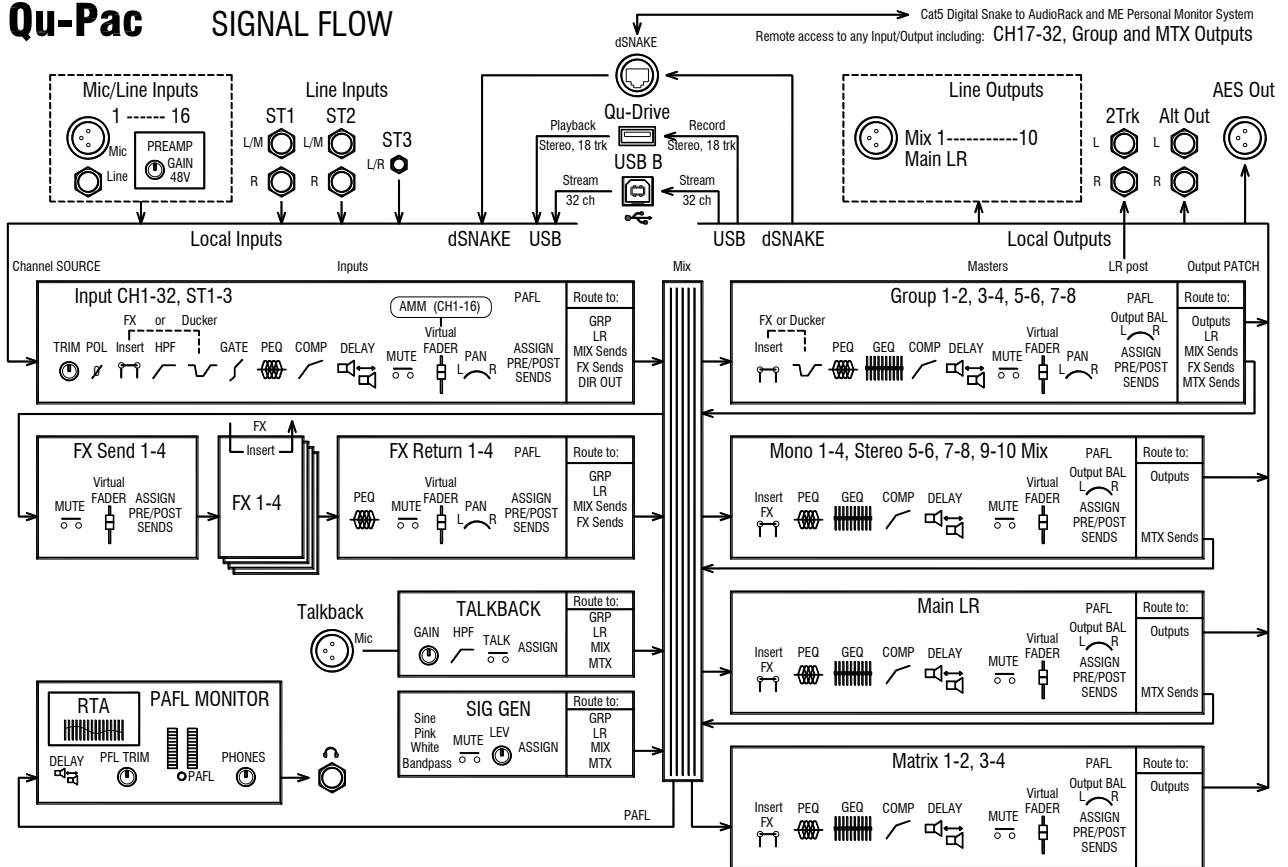 Qu-Pac SIGNAL FLOW
Cat5 Digital Snake to AudioRack and ME Personal Monitor System
Remote access to any Input/Output including: CH17-32, Group and MTX Outputs
dSNAKE
Mic/Line Inputs
1 ------ 16
Mic
Line
PREAMP
GAIN
48V
Line Inputs
ST1
ST2
ST3
L/M
L/M
L/R
R
R
Qu-Drive
Playback
Stereo, 18 trk
Record
Stereo, 18 trk
USB B
Stream
32 ch
Stream
32 ch
Line Outputs
Mix 1-----------10
Main LR
2Trk
L
R
Alt Out
L
R
AES Out
Local Inputs
dSNAKE
USB
USB
dSNAKE
Local Outputs
Channel SOURCE
Inputs
Mix
Masters
LR post
Output PATCH
Input CH1-32, ST1-3
AMM (CH1-16)
PAFL
Route to:
FX or Ducker
TRIM POL Insert HPF GATE PEQ COMP DELAY MUTE
Virtual
FADER
PAN
L R
ASSIGN
PRE/POST
SENDS
GRP
LR
MIX Sends
FX Sends
DIR OUT
Group 1-2, 3-4, 5-6, 7-8
PAFL
Route to:
FX or Ducker
Insert PEQ GEQ COMP DELAY MUTE
Virtual
FADER
PAN
L R
Output BAL
L R
ASSIGN
PRE/POST
SENDS
Outputs
LR
MIX Sends
FX Sends
MTX Sends
FX Send 1-4
MUTE
Virtual
FADER
ASSIGN
PRE/POST
SENDS
FX
Insert
FX 1-4
FX Return 1-4
PAFL
Route to:
PEQ MUTE
Virtual
FADER
PAN
L R
ASSIGN
PRE/POST
SENDS
GRP
LR
MIX Sends
FX Sends
Mono 1-4, Stereo 5-6, 7-8, 9-10 Mix
PAFL
Route to:
Insert
FX
PEQ GEQ COMP DELAY MUTE
Virtual
FADER
Output BAL
L R
ASSIGN
PRE/POST
SENDS
Outputs
MTX Sends
Talkback
Mic
TALKBACK
GAIN HPF TALK ASSIGN
Route to:
GRP
LR
MIX
MTX
Main LR
PAFL
Route to:
Insert
FX
PEQ GEQ COMP DELAY MUTE
Virtual
FADER
Output BAL
L R
ASSIGN
PRE/POST
SENDS
Outputs
MTX Sends
RTA
PAFL MONITOR
DELAY
PFL TRIM
PAFL
PHONES
SIG GEN
Sine
Pink
White
Bandpass
MUTE LEV ASSIGN
Route to:
GRP
LR
MIX
MTX
PAFL
Matrix 1-2, 3-4
PAFL
Route to:
Insert
FX
PEQ GEQ COMP DELAY MUTE
Virtual
FADER
Output BAL
L R
ASSIGN
PRE/POST
SENDS
Outputs